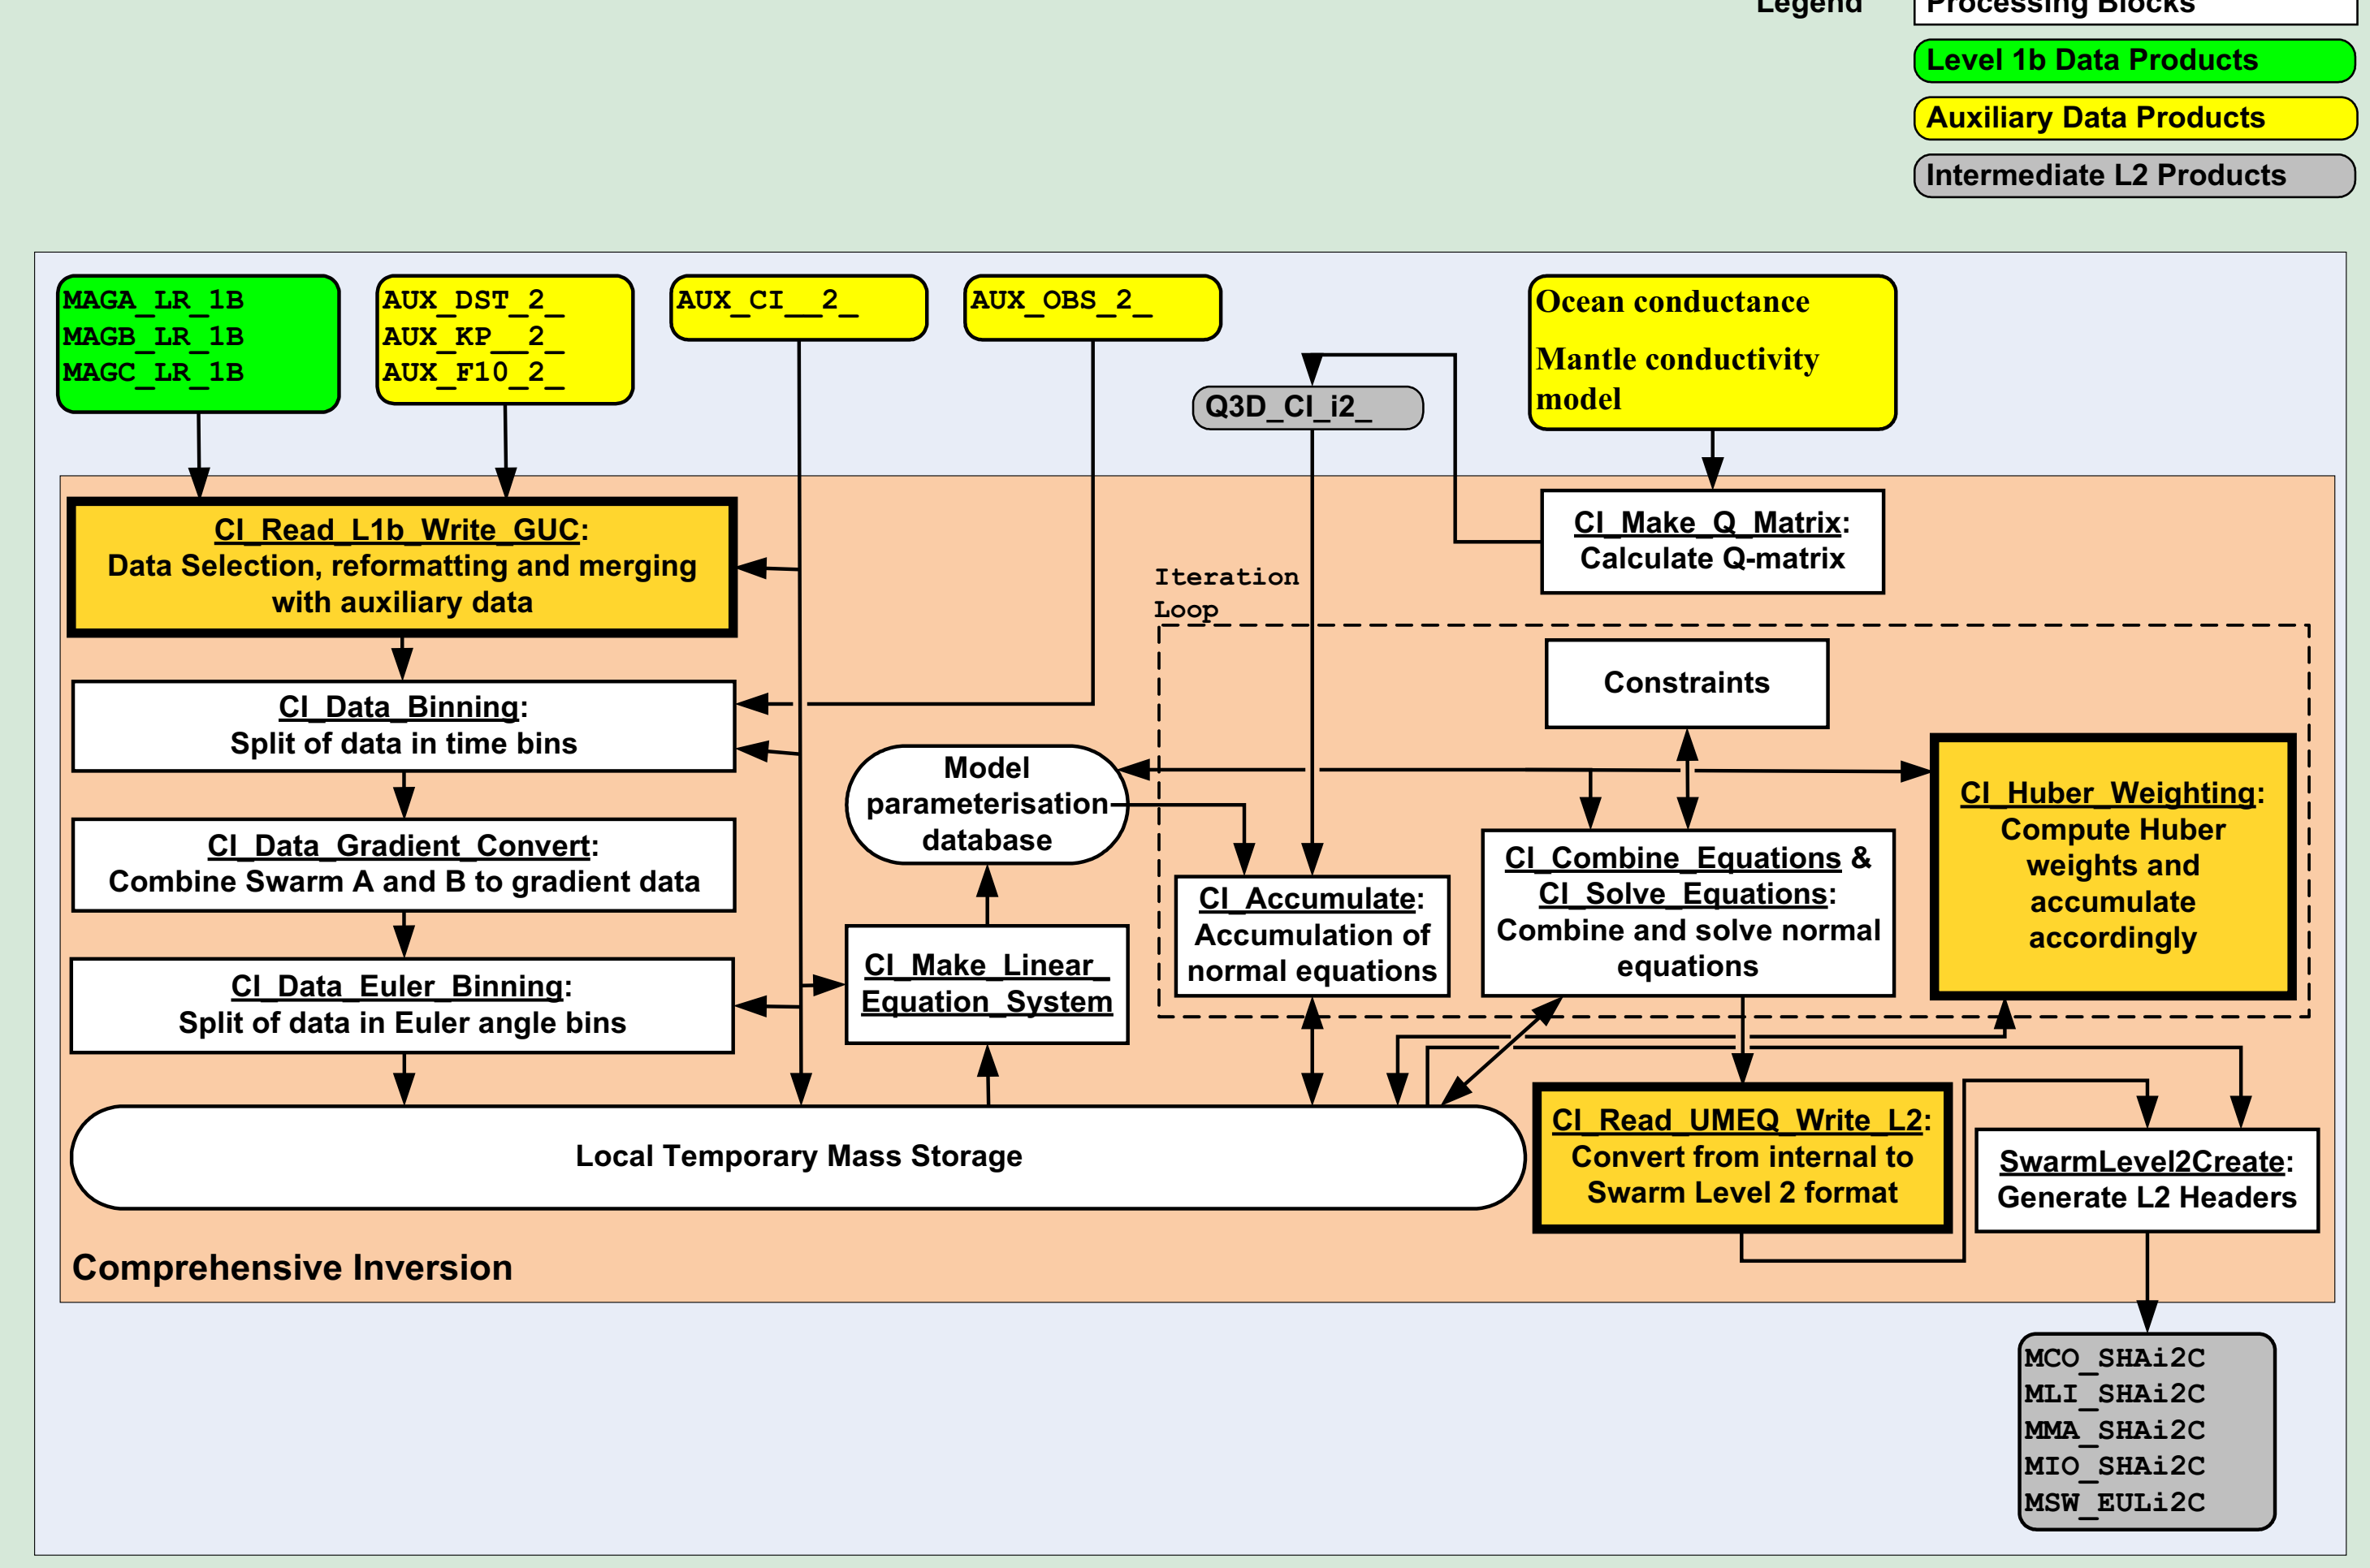 Legend
Processing Blocks
Level 1b Data Products
Auxiliary Data Products
Intermediate L2 Products
MAGA_LR_1B
MAGB_LR_1B
MAGC_LR_1B
AUX_DST_2_
AUX_KP__2_
AUX_F10_2_
AUX_CI__2_
AUX_OBS_2_
Q3D_CI_i2_
Ocean conductance
Mantle conductivity
model
CI_Read_L1b_Write_GUC:
Data Selection, reformatting and merging
with auxiliary data
CI_Make_Q_Matrix:
Calculate Q-matrix
Iteration
Loop
Constraints
CI_Data_Binning:
Split of data in time bins
Model
parameterisation
database
CI_Huber_Weighting:
Compute Huber
weights and
accumulate
accordingly
CI_Data_Gradient_Convert:
Combine Swarm A and B to gradient data
CI_Accumulate:
Accumulation of
normal equations
CI_Combine_Equations &
CI_Solve_Equations:
Combine and solve normal
equations
CI_Make_Linear_
Equation_System
CI_Data_Euler_Binning:
Split of data in Euler angle bins
Local Temporary Mass Storage
CI_Read_UMEQ_Write_L2:
Convert from internal to
Swarm Level 2 format
SwarmLevel2Create:
Generate L2 Headers
Comprehensive Inversion
MCO_SHAi2C
MLI_SHAi2C
MMA_SHAi2C
MIO_SHAi2C
MSW_EULi2C